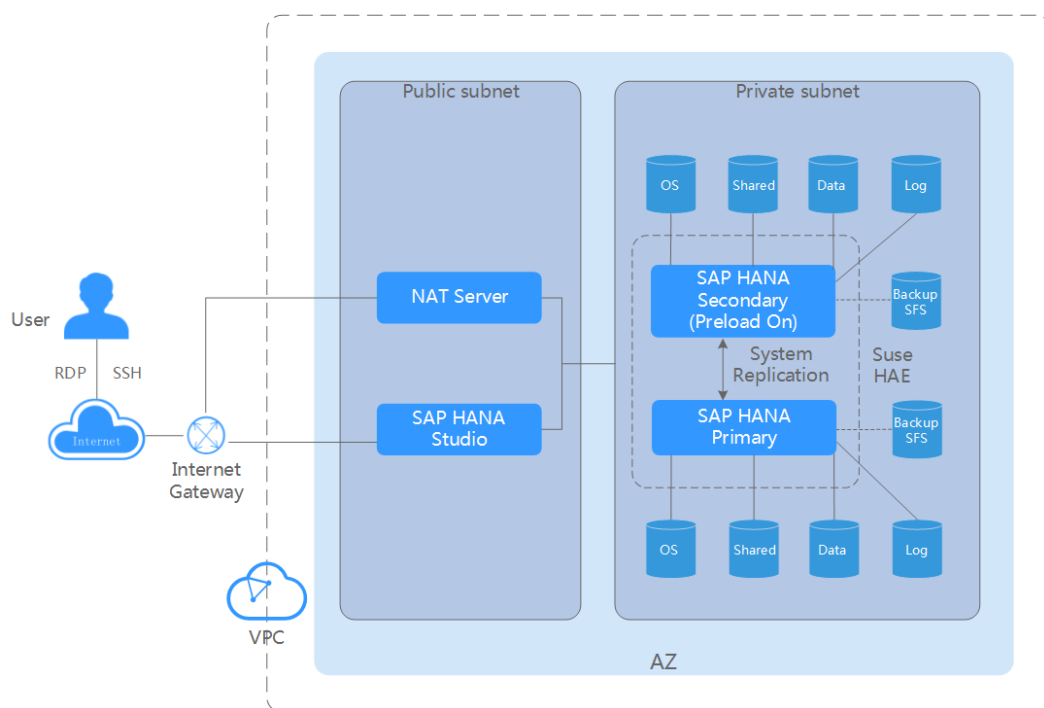 Public subnet
Private subnet
OS
Shared
Data
Log
User
RDP
SSH
Internet
Internet
Gateway
NAT Server
SAP HANA
Studio
SAP HANA
Secondary
(Preload On)
Backup
SFS
System
Replication
Suse
HAE
SAP HANA
Primary
Backup
SFS
OS
Shared
Data
Log
VPC
AZ